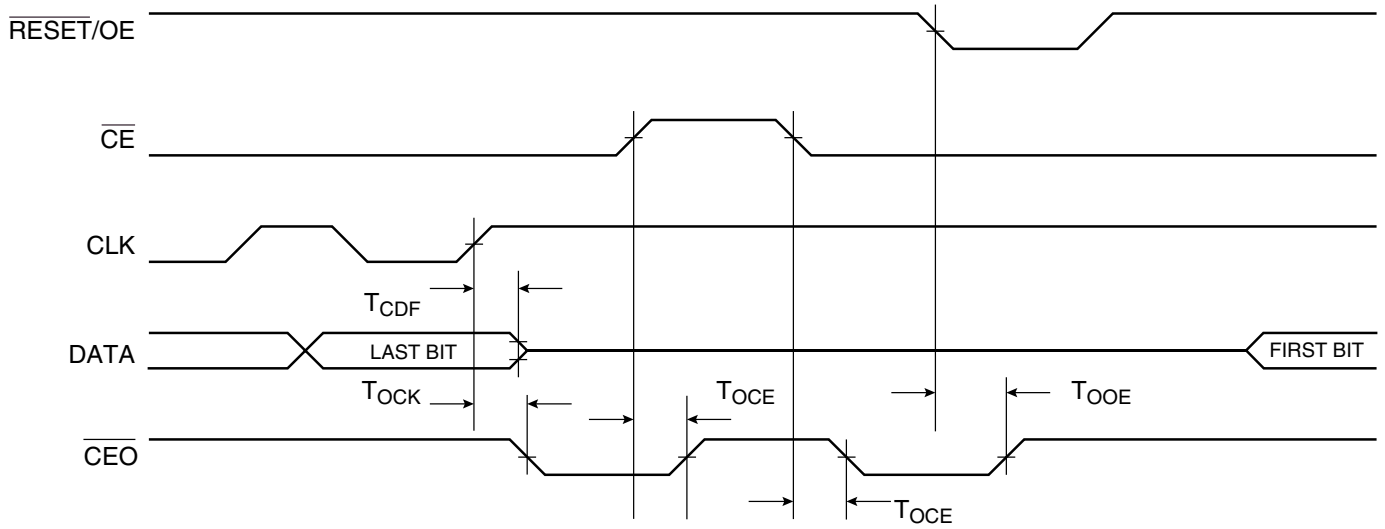 RESET/OE
CE
CLK
TCDF
DATA
LAST BIT
FIRST BIT
TOCK
TOCE
TOOE
CEO
TOCE